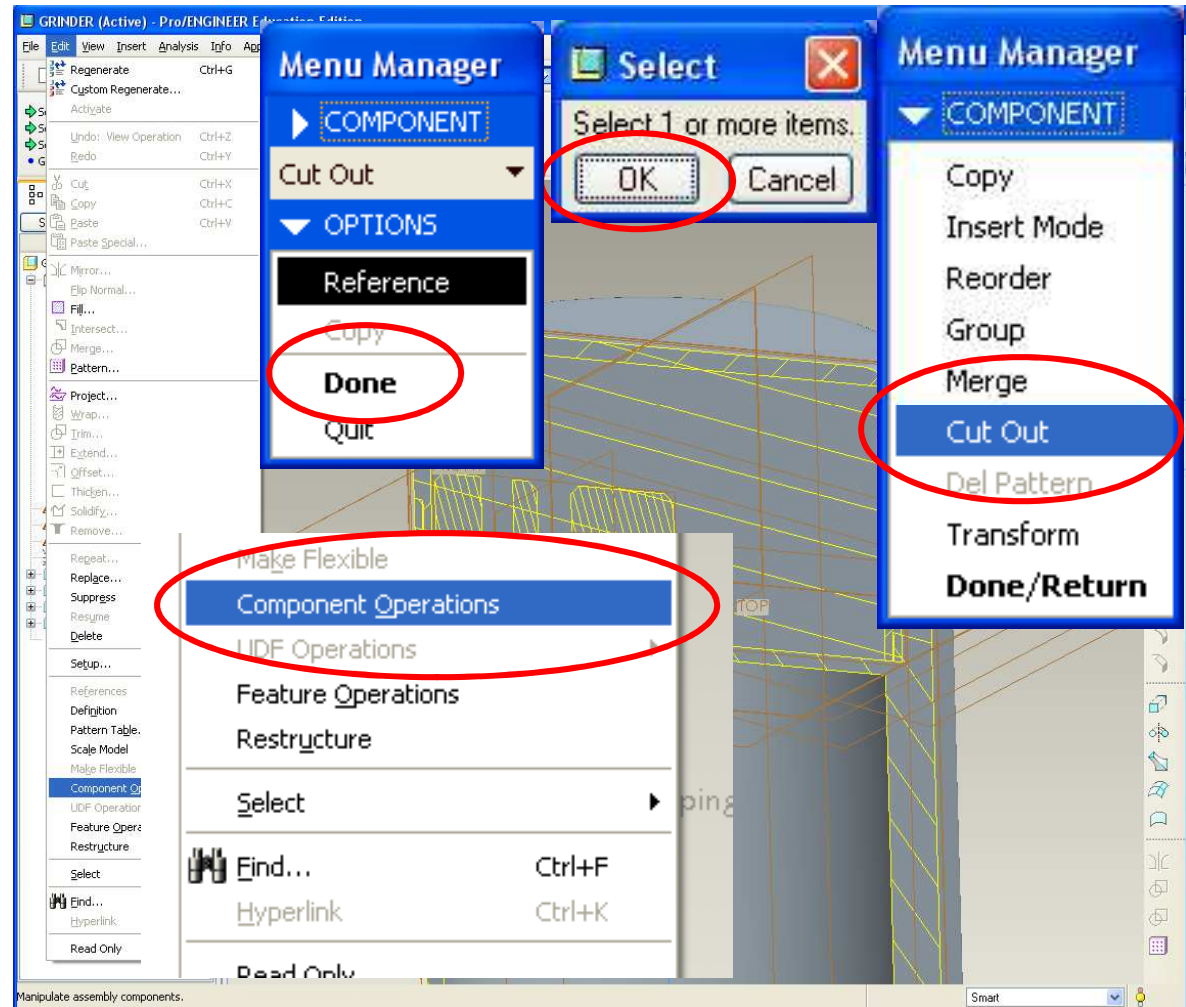 GRINDER (Active) - Pro/ENGINEER Education Edition
File Edit View Insert Analysis Info App
Regenerate Ctrl+G
Custom Regenerate...
Activate
Undo: View Operation Ctrl+Z
Redo Ctrl+Y
Cut Ctrl+X
Copy Ctrl+C
Paste Ctrl+V
Paste Special...
Mirror...
Flip Normal...
Fill...
Intersect...
Merge...
Pattern...
Project...
Wrap...
Trim...
Extend...
Offset...
Thicken...
Solidify...
Remove...
Repeat...
Replace...
Suppress
Resume
Delete
Setup...
References
Definition
Pattern Table.
Scale Model
Make Flexible
Component Op
UDF Operation
Feature Opera
Restructure
Select
Find...
Hyperlink
Read Only
Manipulate assembly components.
Menu Manager
COMPONENT
Cut Out
OPTIONS
Reference
Copy
Done
Quit
Select
Select 1 or more items.
OK Cancel
Menu Manager
COMPONENT
Copy
Insert Mode
Reorder
Group
Merge
Cut Out
Del Pattern
Transform
Done/Return
Make Flexible
Component Operations
UDF Operations
Feature Operations
Restructure
Select
Find... Ctrl+F
Hyperlink Ctrl+K
Read Only
TOP
ping
Smart